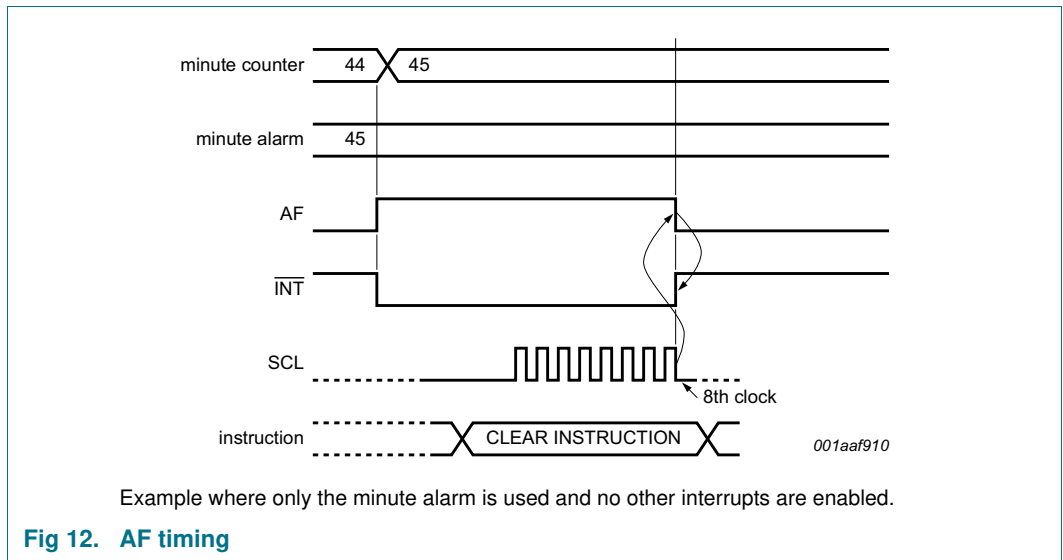 minute counter 44 45
minute alarm 45
AF
INT
SCL
8th clock
instruction CLEAR INSTRUCTION
001aaf910
Example where only the minute alarm is used and no other interrupts are enabled.
Fig 12. AF timing